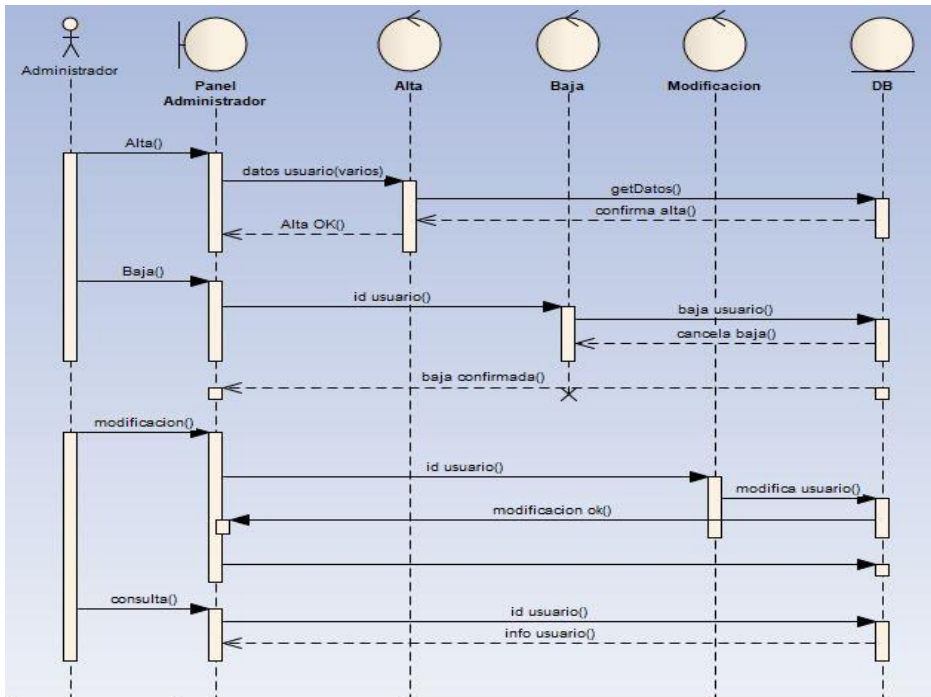 Administrador
Panel
Administrador
Alta
Baja
Modificacion
DB
Alta()
datos usuario(varios)
getDatos()
confirma alta()
Alta OK()
Baja()
id usuario()
baja usuario()
cancela baja()
baja confirmada()
modificacion()
id usuario()
modifica usuario()
modificacion ok()
consulta()
id usuario()
info usuario()